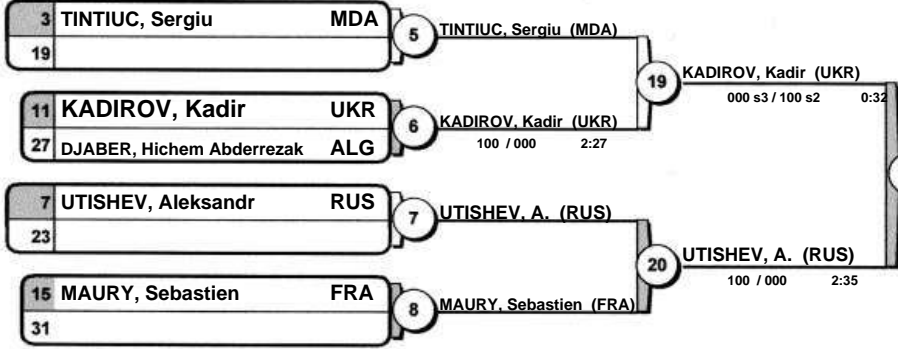 3 TINTIUC, Sergiu MDA
19
5
TINTIUC, Sergiu (MDA)
11 KADIROV, Kadir UKR
27 DJABER, Hichem Abderrezak ALG
6
KADIROV, Kadir (UKR)
100 / 000 2:27
19
KADIROV, Kadir (UKR)
000 s3 / 100 s2 0:32
7 UTISHEV, Aleksandr RUS
23
7
UTISHEV, A. (RUS)
15 MAURY, Sebastien FRA
31
8
MAURY, Sebastien (FRA)
20
UTISHEV, A. (RUS)
100 / 000 2:35